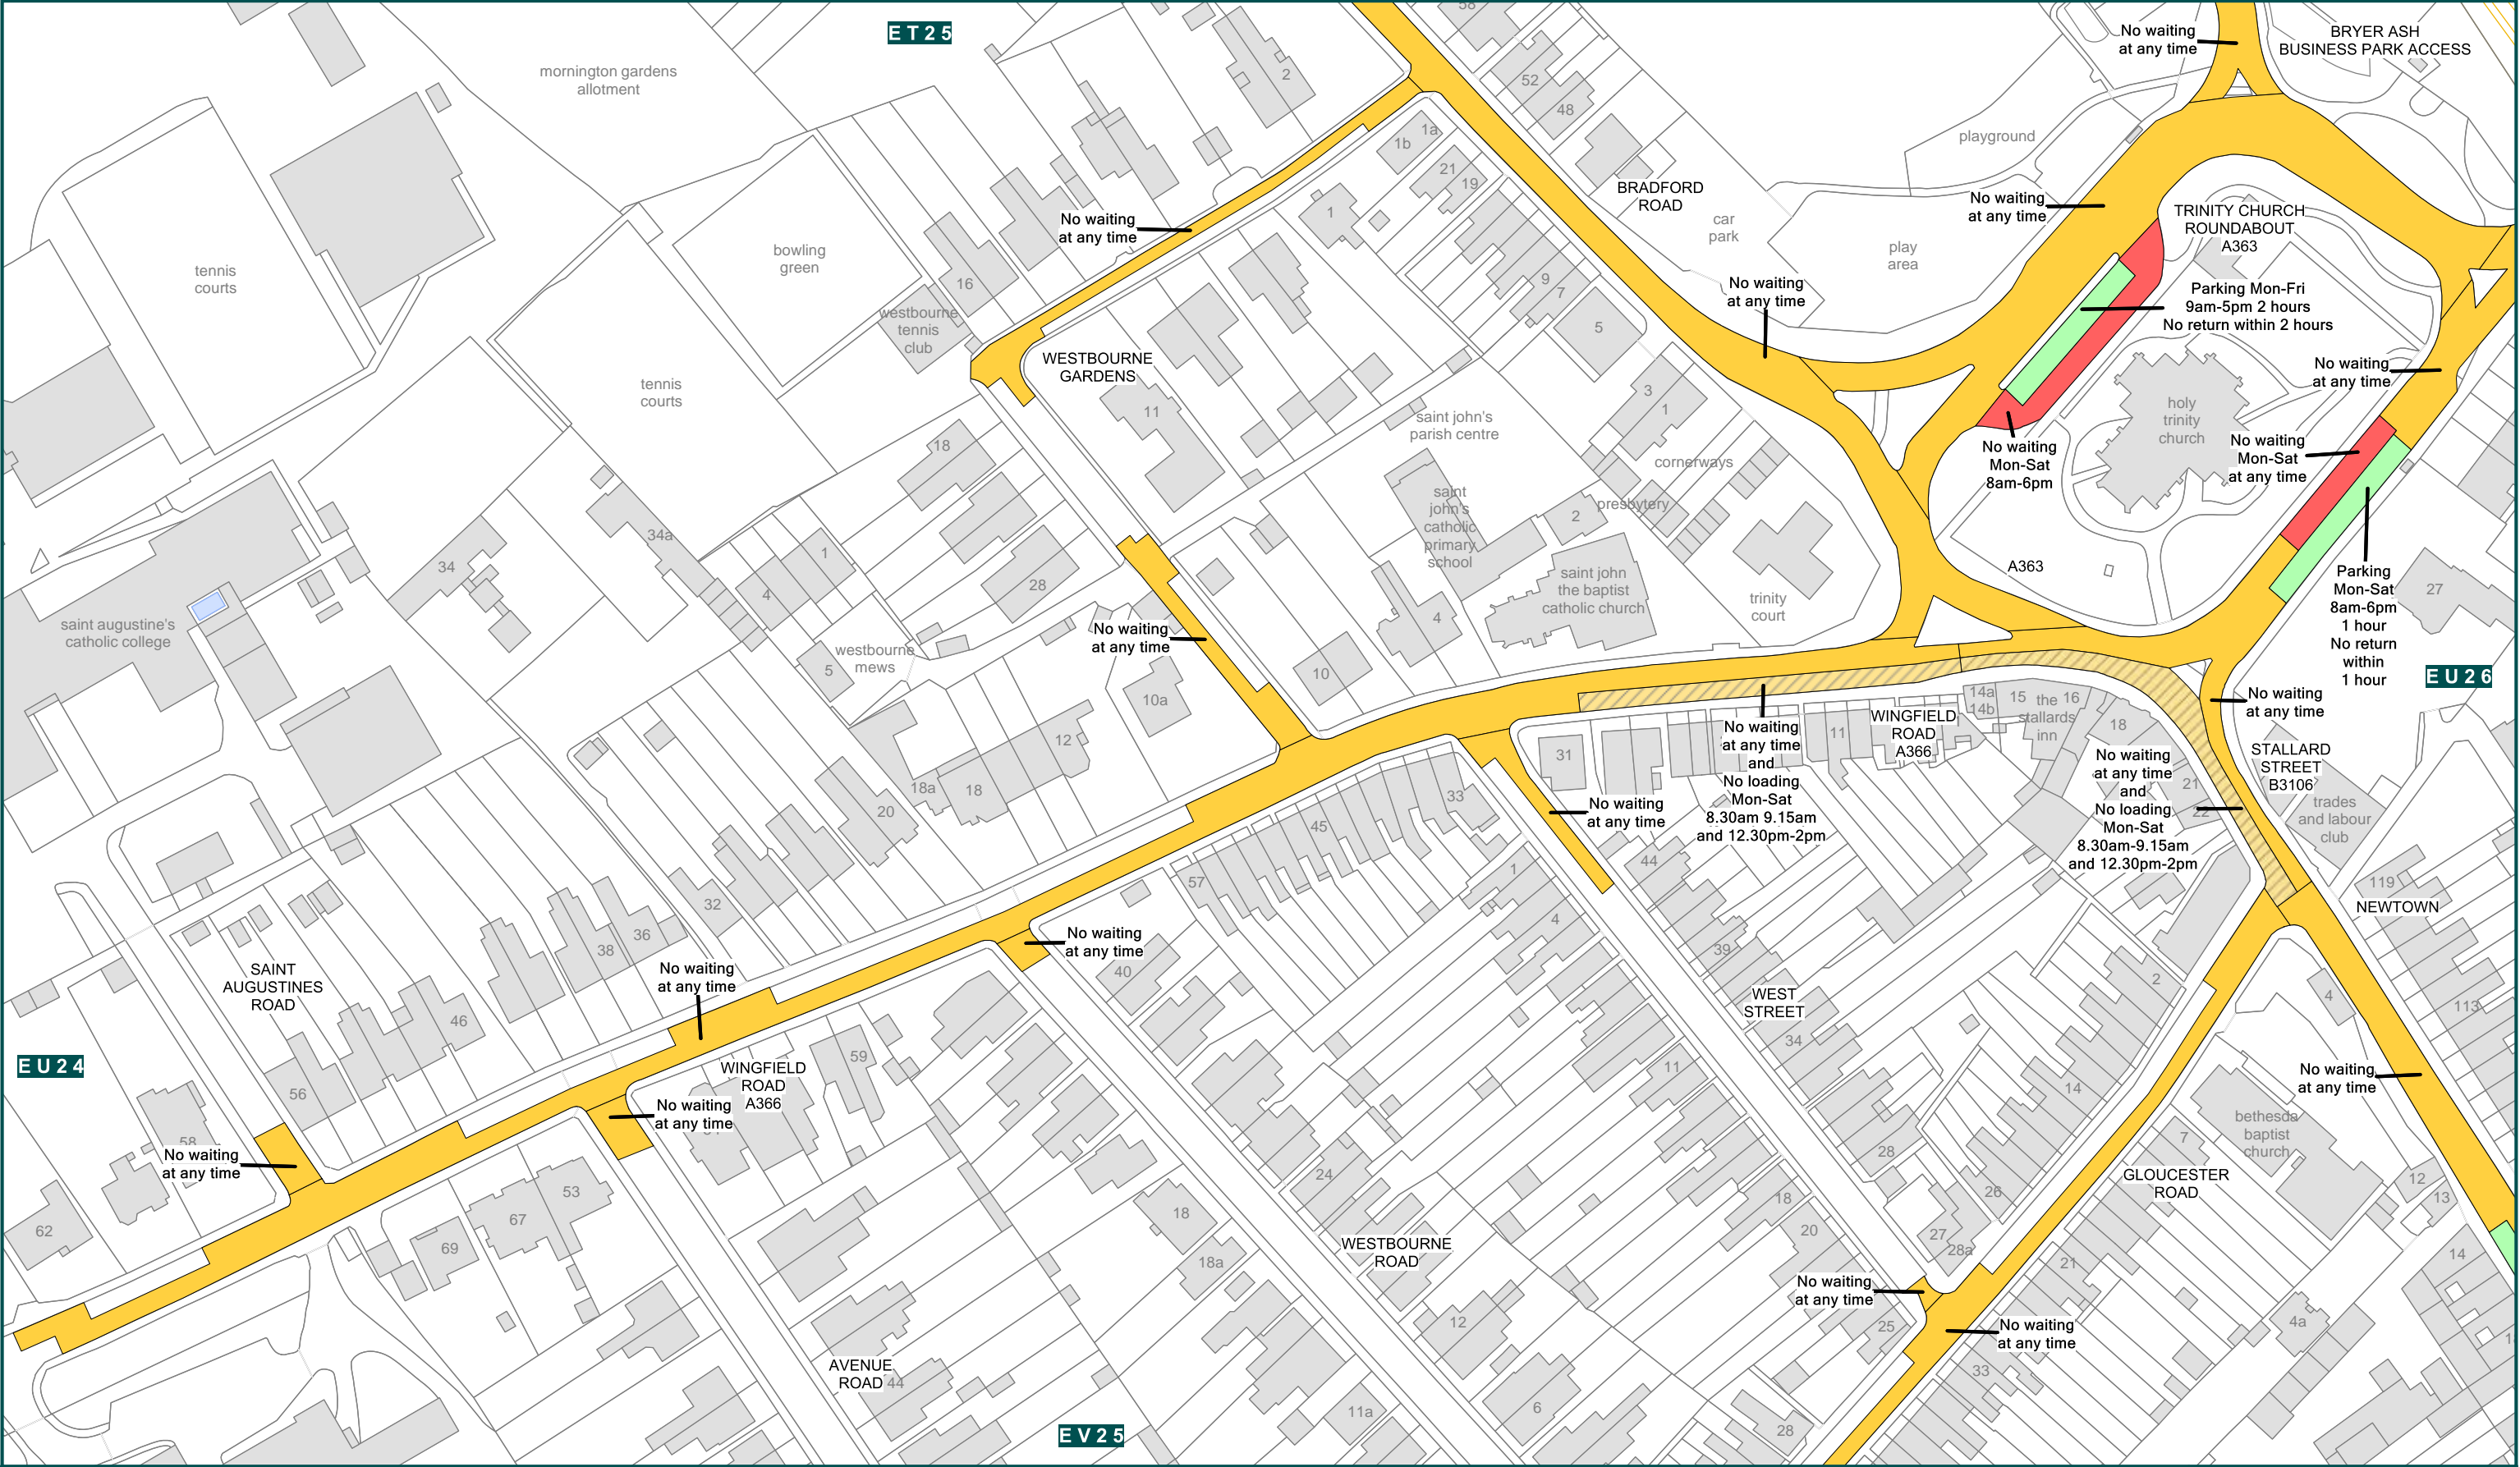 ET25
58
No waiting
at any time
BRYER ASH
BUSINESS PARK ACCESS
mornington gardens
allotment
2
52
48
playground
1a
1b
21
19
BRADFORD
ROAD
No waiting
at any time
TRINITY CHURCH
ROUNDABOUT
A363
car
park
play
area
No waiting
at any time
1
tennis
courts
bowling
green
16
9
7
westbourne
tennis
club
5
No waiting
at any time
Parking Mon-Fri
9am-5pm 2 hours
No return within 2 hours
WESTBOURNE
GARDENS
11
tennis
courts
3
1
saint john's
parish centre
holy
trinity
church
No waiting
at any time
18
cornerways
No waiting
Mon-Sat
8am-6pm
No waiting
Mon-Sat
at any time
saint
john's
catholic
primary
school
2
presbytery
34a
34
1
4
28
saint john
the baptist
catholic church
4
trinity
court
A363
Parking
Mon-Sat
8am-6pm
1 hour
No return
within
1 hour
27
saint augustine's
catholic college
No waiting
at any time
westbourne
mews
5
10
10a
EU26
No waiting
at any time
14a
14b
15
the
16
stallards
inn
18
12
18a
18
20
31
No waiting
at any time
and
No loading
Mon-Sat
8.30am 9.15am
and 12.30pm-2pm
11
WINGFIELD
ROAD
A366
No waiting
at any time
and
No loading
Mon-Sat
8.30am-9.15am
and 12.30pm-2pm
21
22
STALLARD
STREET
B3106
trades
and labour
club
33
45
No waiting
at any time
57
1
4
44
119
NEWTOWN
32
36
38
No waiting
at any time
40
39
SAINT
AUGUSTINES
ROAD
No waiting
at any time
46
WEST
STREET
2
4
113
34
EU24
56
58
No waiting
at any time
WINGFIELD
ROAD
A366
59
No waiting
at any time
11
14
No waiting
at any time
28
7
bethesda
baptist
church
62
69
67
53
24
18
18a
18
20
26
27
28a
GLOUCESTER
ROAD
12
13
14
21
WESTBOURNE
ROAD
No waiting
at any time
12
25
No waiting
at any time
4a
33
AVENUE
ROAD
44
11a
6
28
EV25